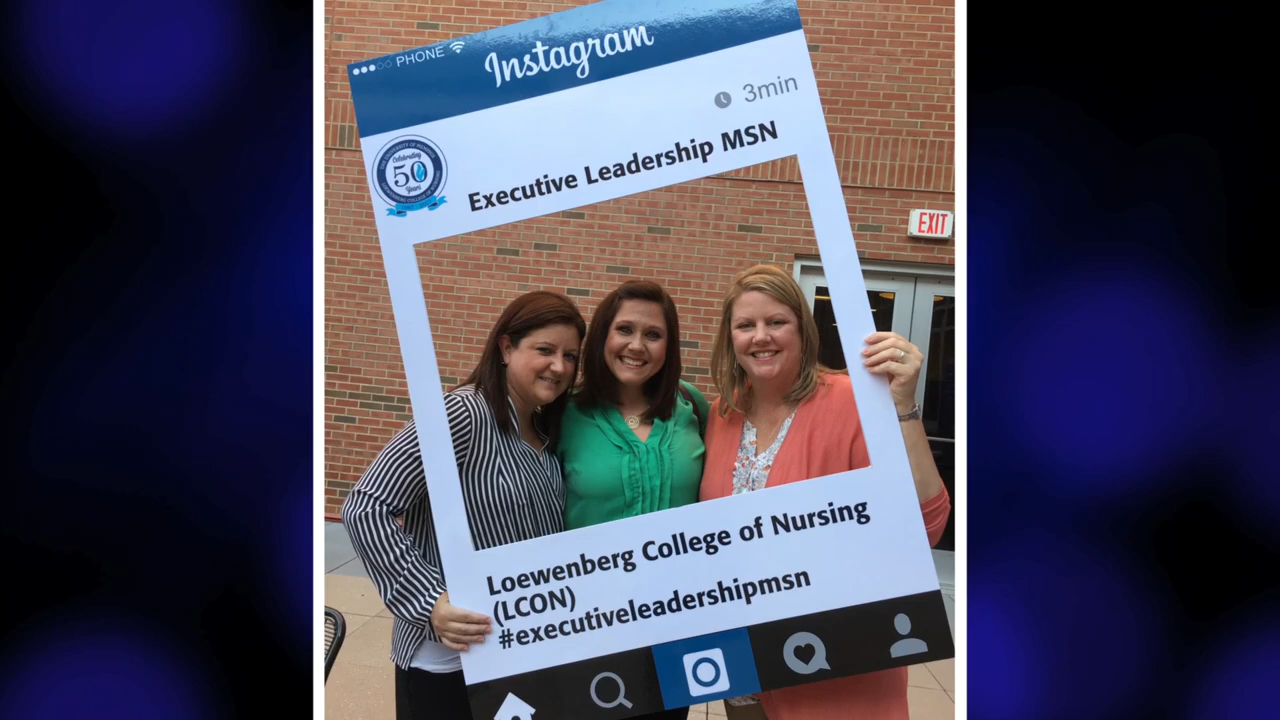 PHONE
Instagram
3min
Celebrating
50
Years
Executive Leadership MSN
EXIT
Loewenberg College of Nursing
(LCON)
#executiveleadershipmsn